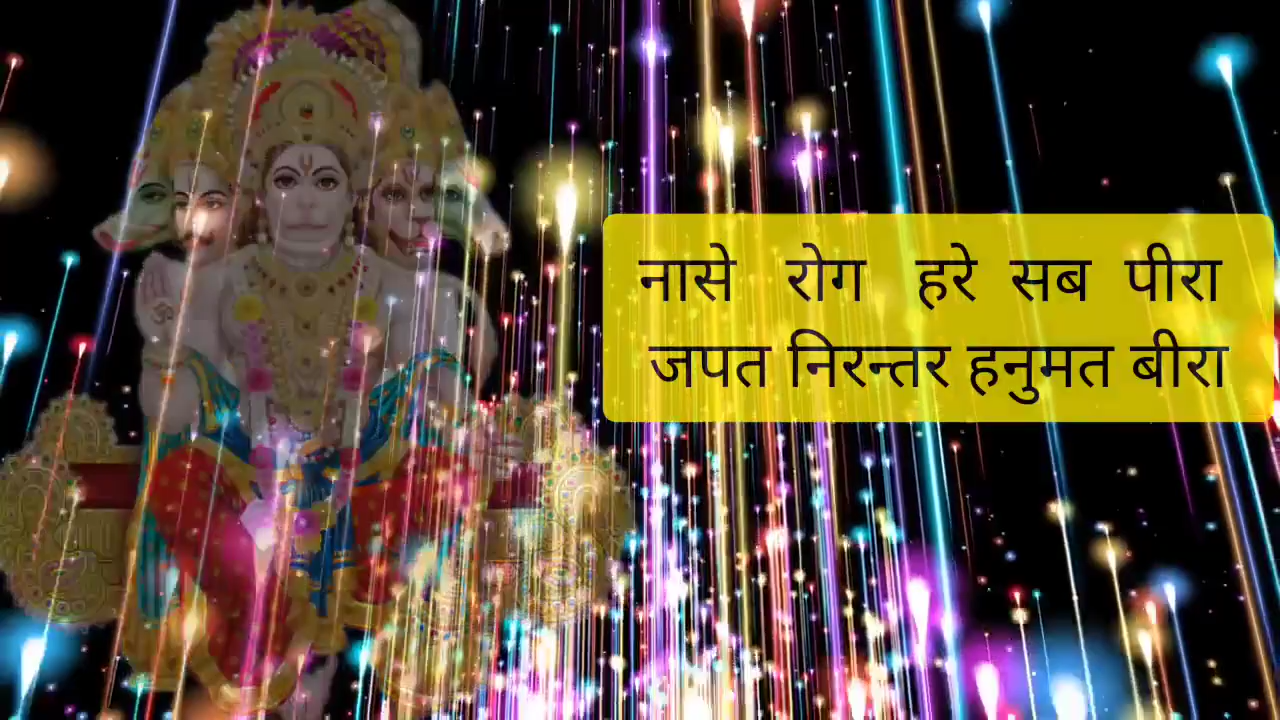 नासे रोग हरे सब पीरा
जपत निरन्तर हनुमत बीरा